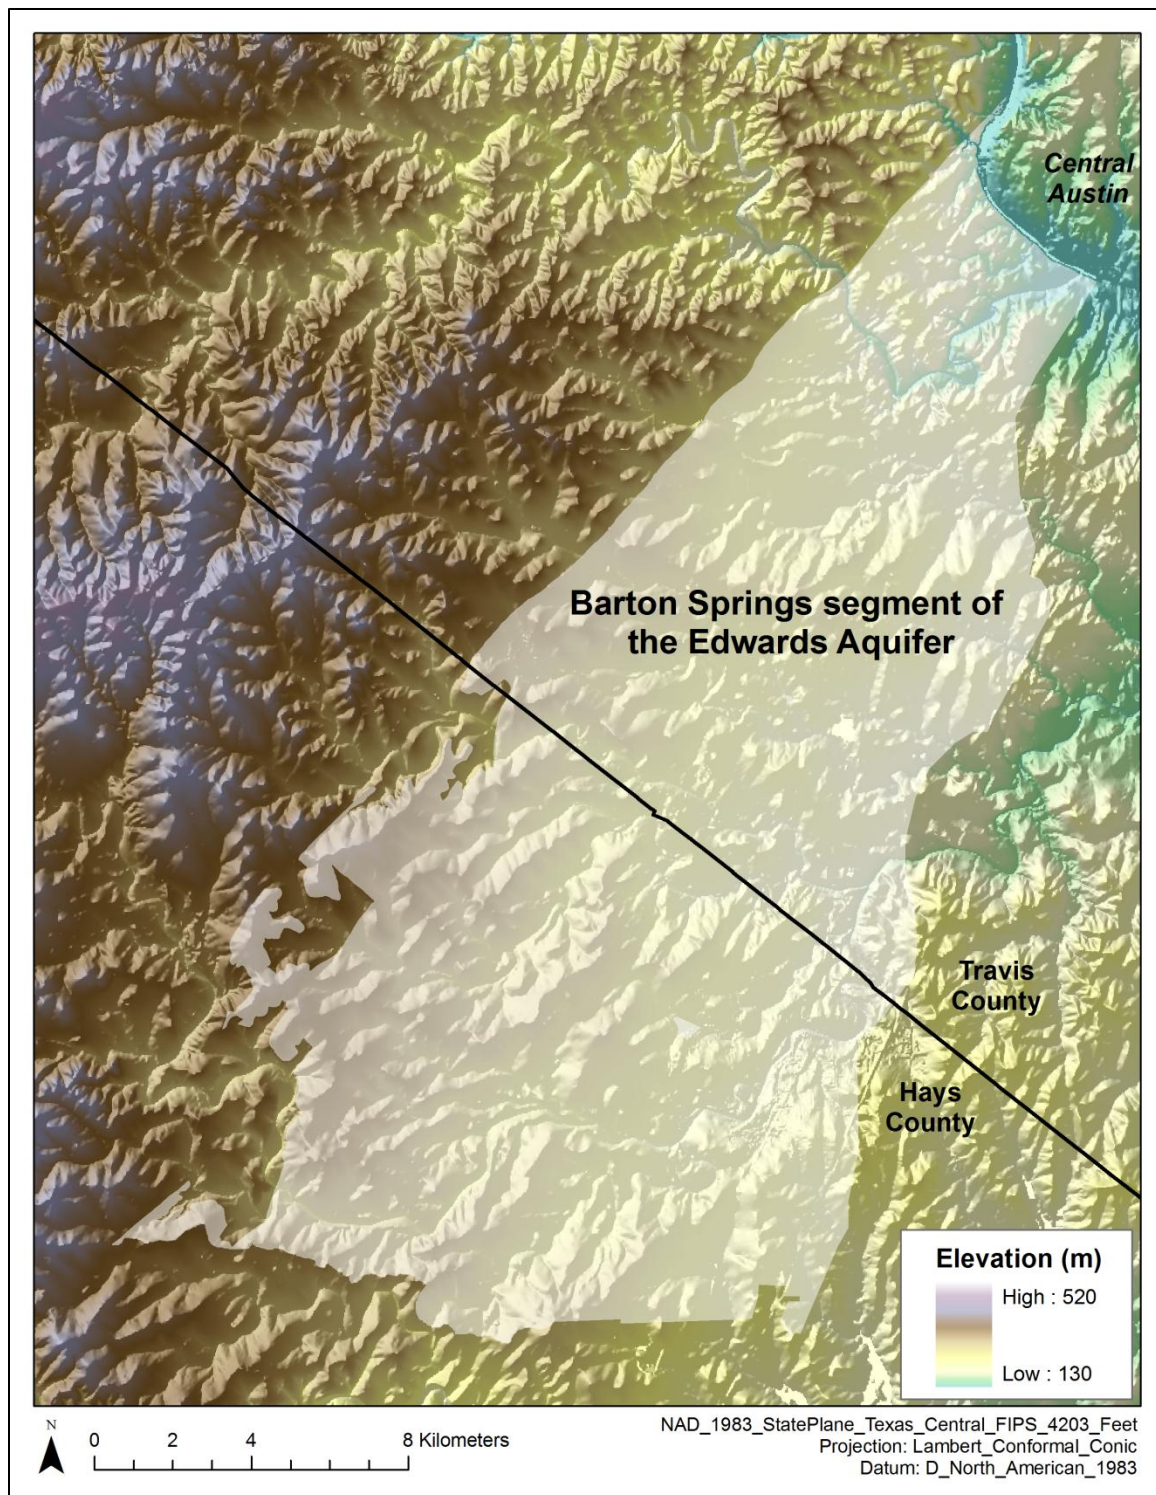 Central
Austin
Barton Springs segment of
the Edwards Aquifer
Travis
County
Hays
County
Elevation (m)
High : 520
Low : 130
N
0 2 4 8 Kilometers
NAD_1983_StatePlane_Texas_Central_FIPS_4203_Feet
Projection: Lambert_Conformal_Conic
Datum: D_North_American_1983